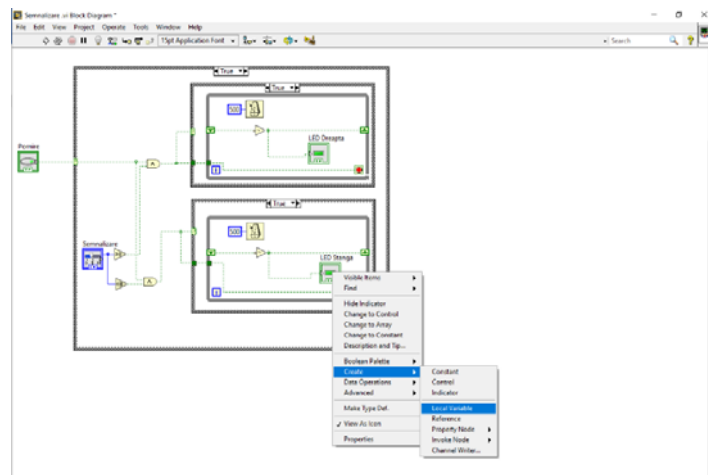 Semnalizare.vi Block Diagram *
File Edit View Project Operate Tools Window Help
15pt Application Font
Search
True
True
500
LED Dreapta
i
Pornire
True
500
Semnalizare
LED Stanga
i
Visible Items
Find
Hide Indicator
Change to Control
Change to Array
Change to Constant
Description and Tip...
Boolean Palette
Create
Data Operations
Advanced
Make Type Def.
View As Icon
Properties
Constant
Control
Indicator
Local Variable
Reference
Property Node
Invoke Node
Channel Writer...